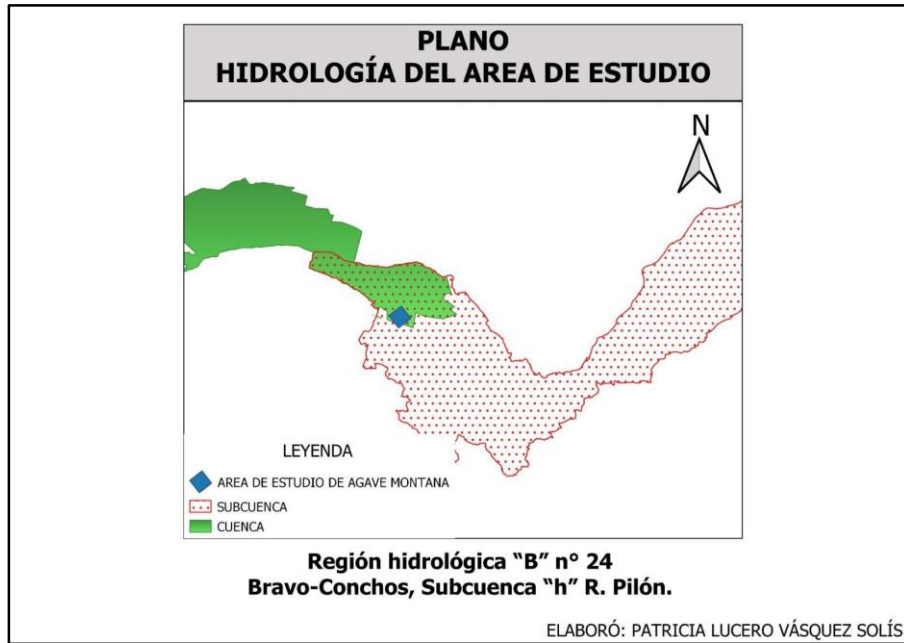 PLANO
HIDROLOGÍA DEL AREA DE ESTUDIO
N
LEYENDA
AREA DE ESTUDIO DE AGAVE MONTANA
SUBCUENCA
CUENCA
Región hidrológica “B” n° 24
Bravo-Conchos, Subcuenca “h” R. Pilón.
ELABORÓ: PATRICIA LUCERO VÁSQUEZ SOLÍS